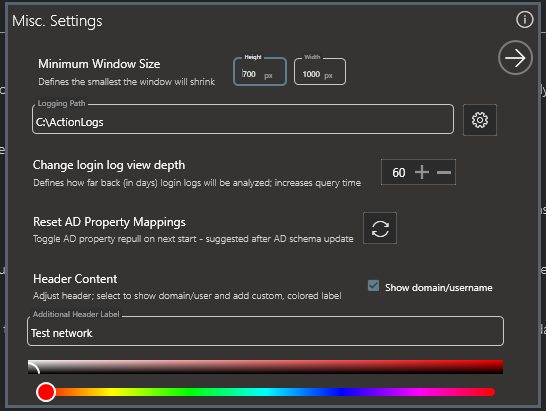 Misc. Settings
Minimum Window Size
Defines the smallest the window will shrink
Height
700 px
Width
1000 px
Logging Path
C:\ActionLogs
Change login log view depth
Defines how far back (in days) login logs will be analyzed; increases query time
60
Reset AD Property Mappings
Toggle AD property repull on next start - suggested after AD schema update
Header Content
Adjust header; select to show domain/user and add custom, colored label
Show domain/username
Additional Header Label
Test network